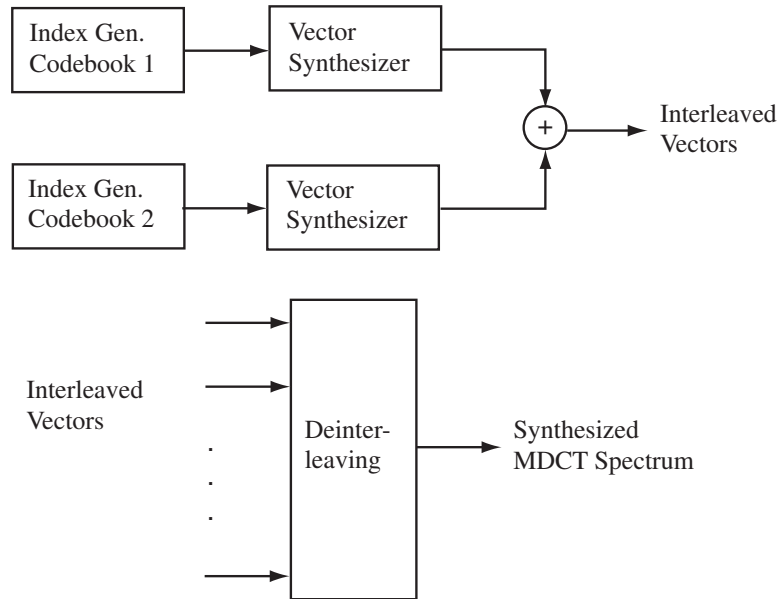 Index Gen.
Codebook 1
Vector
Synthesizer
+
Interleaved
Vectors
Index Gen.
Codebook 2
Vector
Synthesizer
Interleaved
Vectors
.
.
.
Deinter-
leaving
Synthesized
MDCT Spectrum